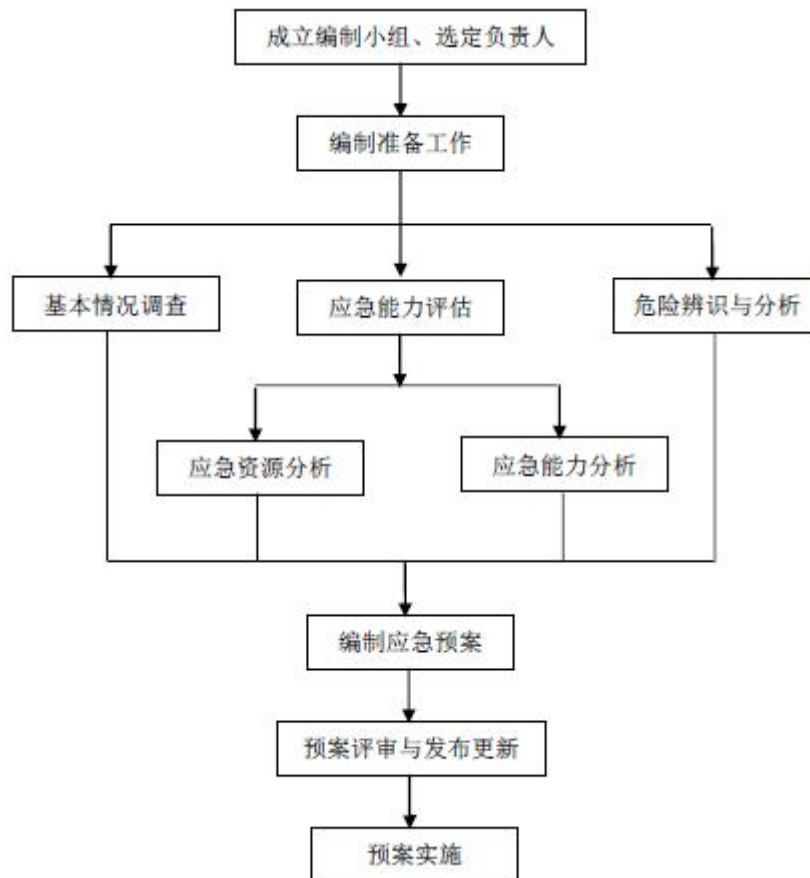 成立编制小组、选定负责人
编制准备工作
基本情况调查
应急能力评估
危险辨识与分析
应急资源分析
应急能力分析
编制应急预案
预案评审与发布更新
预案实施